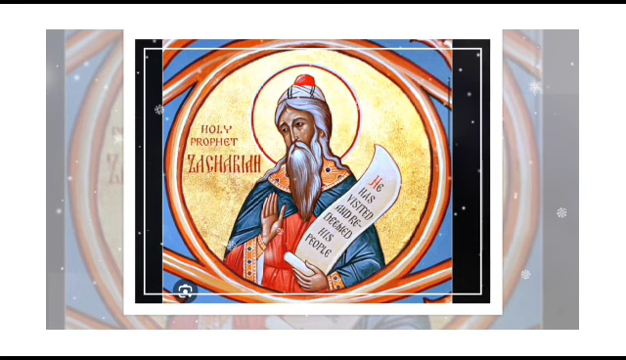 HOLY
PROPHET
ZACHARIAH
HE
HAS
VISITED
AND RE-
DEEMED
HIS
PEOPLE